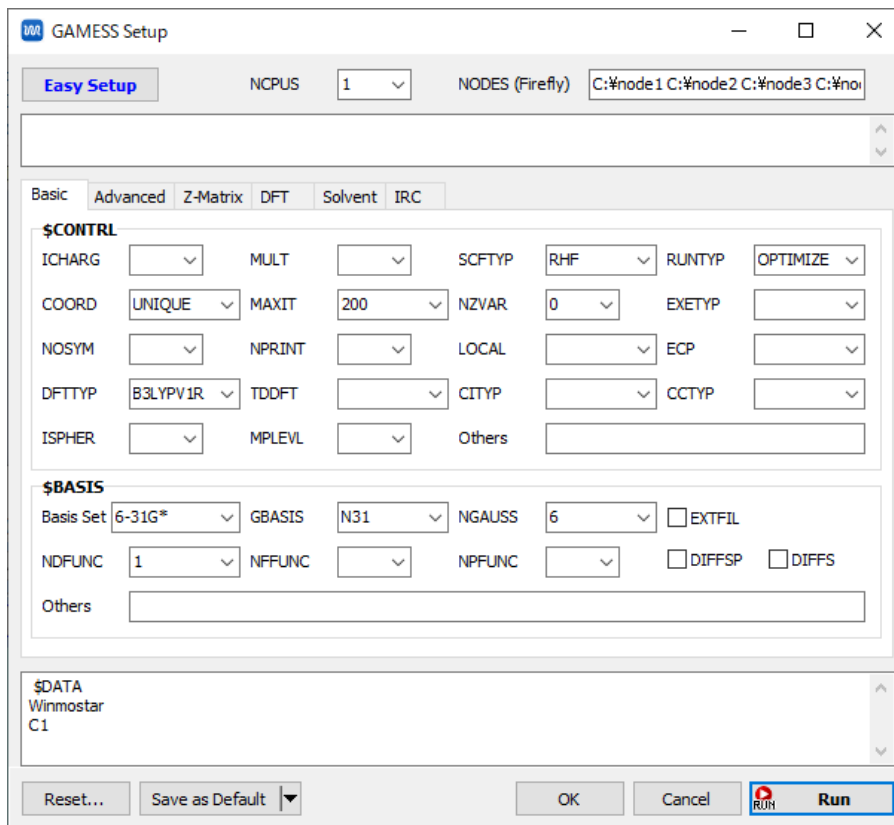 GAMESS Setup
Easy Setup NCPUS 1 NODES (Firefly) C:¥node1 C:¥node2 C:¥node3 C:¥no
Basic Advanced Z-Matrix DFT Solvent IRC
$CONTRL
ICHARG MULT SCFTYP RHF RUNTYP OPTIMIZE
COORD UNIQUE MAXIT 200 NZVAR 0 EXETYP
NOSYM NPRINT LOCAL ECP
DFTTYP B3LYPV1R TDDFT CITYP CCTYP
ISPHER MPLEVL Others
$BASIS
Basis Set 6-31G* GBASIS N31 NGAUSS 6 EXTFIL
NDFUNC 1 NFFUNC NPFUNC DIFFSP DIFFS
Others
$DATA
Winmostar
C1
Reset... Save as Default OK Cancel RUN Run